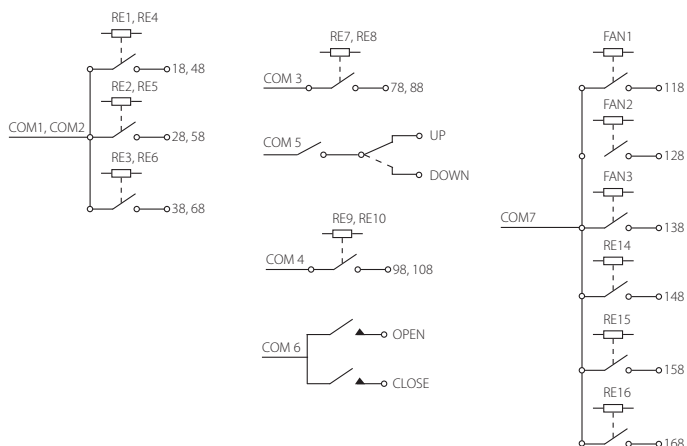 RE1, RE4
18, 48
RE2, RE5
COM1, COM2
28, 58
RE3, RE6
38, 68
RE7, RE8
COM 3
78, 88
UP
COM 5
DOWN
RE9, RE10
COM 4
98, 108
OPEN
COM 6
CLOSE
FAN1
118
FAN2
128
FAN3
COM7
138
RE14
148
RE15
158
RE16
168